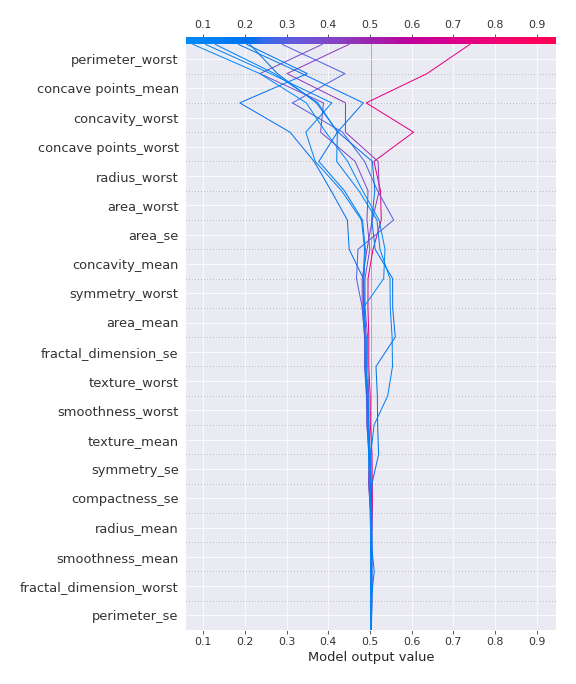 0.1 0.2 0.3 0.4 0.5 0.6 0.7 0.8 0.9
perimeter_worst
concave points_mean
concavity_worst
concave points_worst
radius_worst
area_worst
area_se
concavity_mean
symmetry_worst
area_mean
fractal_dimension_se
texture_worst
smoothness_worst
texture_mean
symmetry_se
compactness_se
radius_mean
smoothness_mean
fractal_dimension_worst
perimeter_se
0.1 0.2 0.3 0.4 0.5 0.6 0.7 0.8 0.9
Model output value